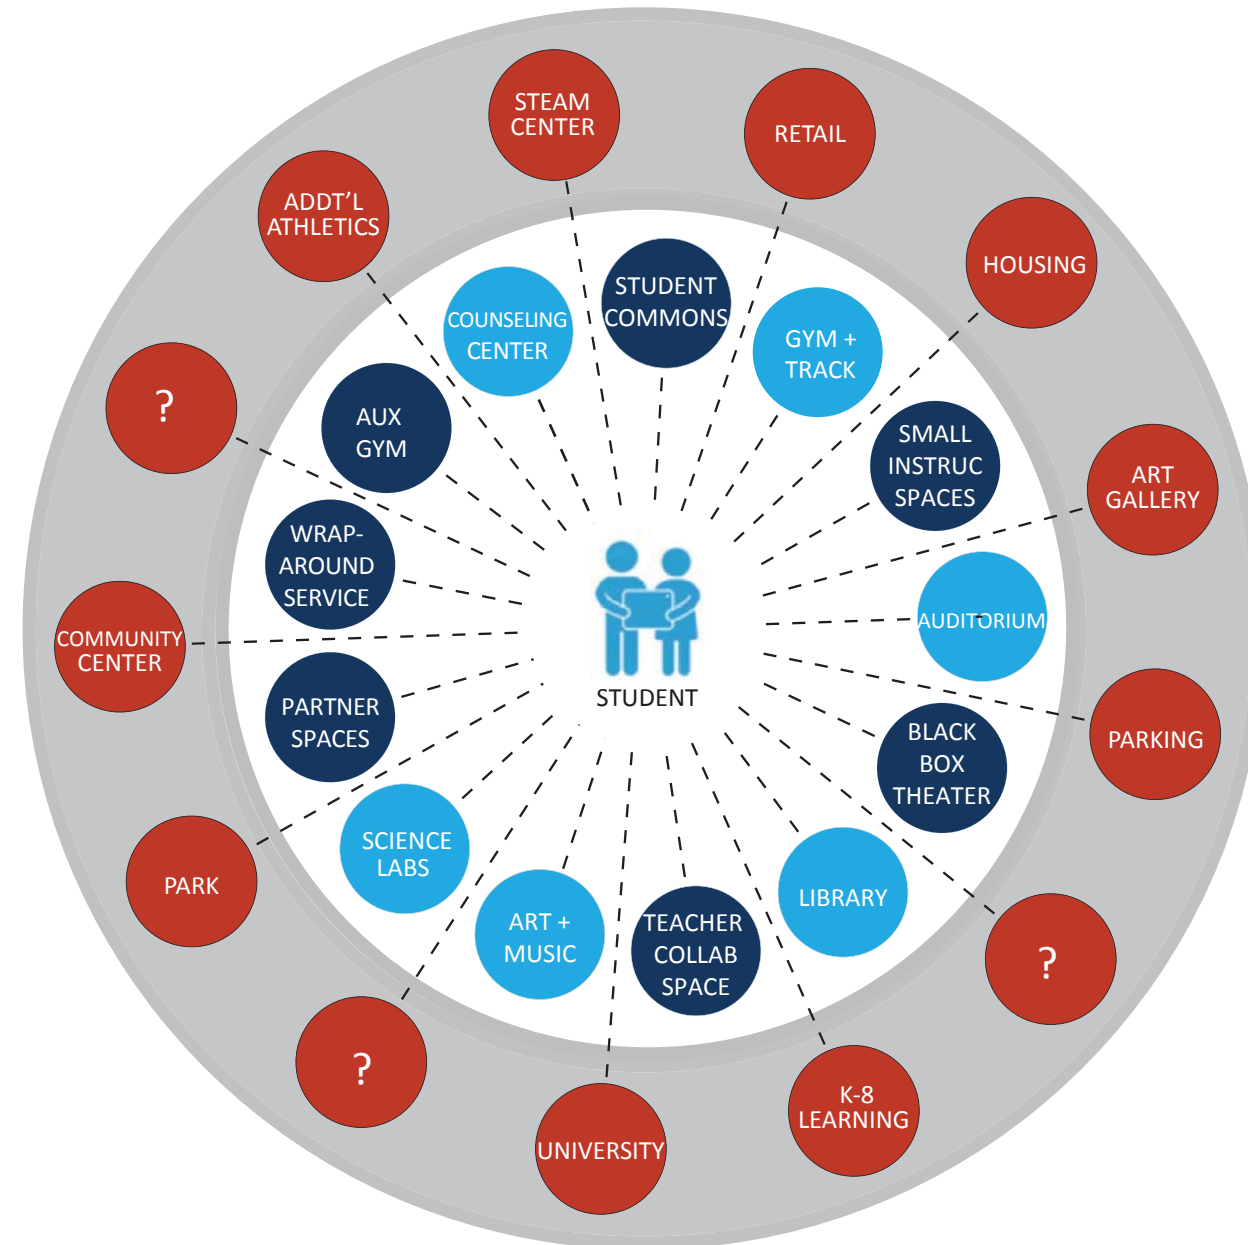 STEAM
CENTER
RETAIL
ADDT'L
ATHLETICS
HOUSING
STUDENT
COMMONS
COUNSELING
CENTER
GYM +
TRACK
?
AUX
GYM
SMALL
INSTRUC
SPACES
ART
GALLERY
WRAP-
AROUND
SERVICE
AUDITORIUM
COMMUNITY
CENTER
STUDENT
PARTNER
SPACES
PARKING
BLACK
BOX
THEATER
PARK
SCIENCE
LABS
LIBRARY
ART +
MUSIC
TEACHER
COLLAB
SPACE
?
?
K-8
LEARNING
UNIVERSITY